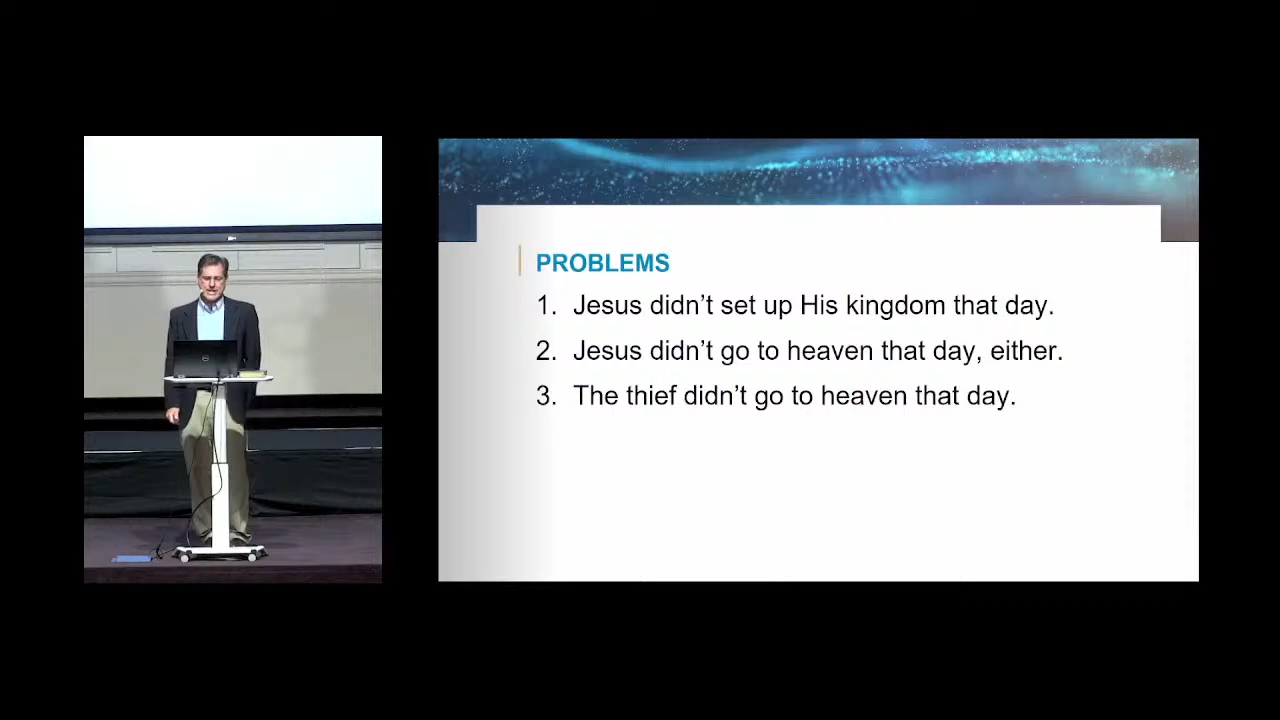 PROBLEMS
1. Jesus didn’t set up His kingdom that day.
2. Jesus didn’t go to heaven that day, either.
3. The thief didn’t go to heaven that day.